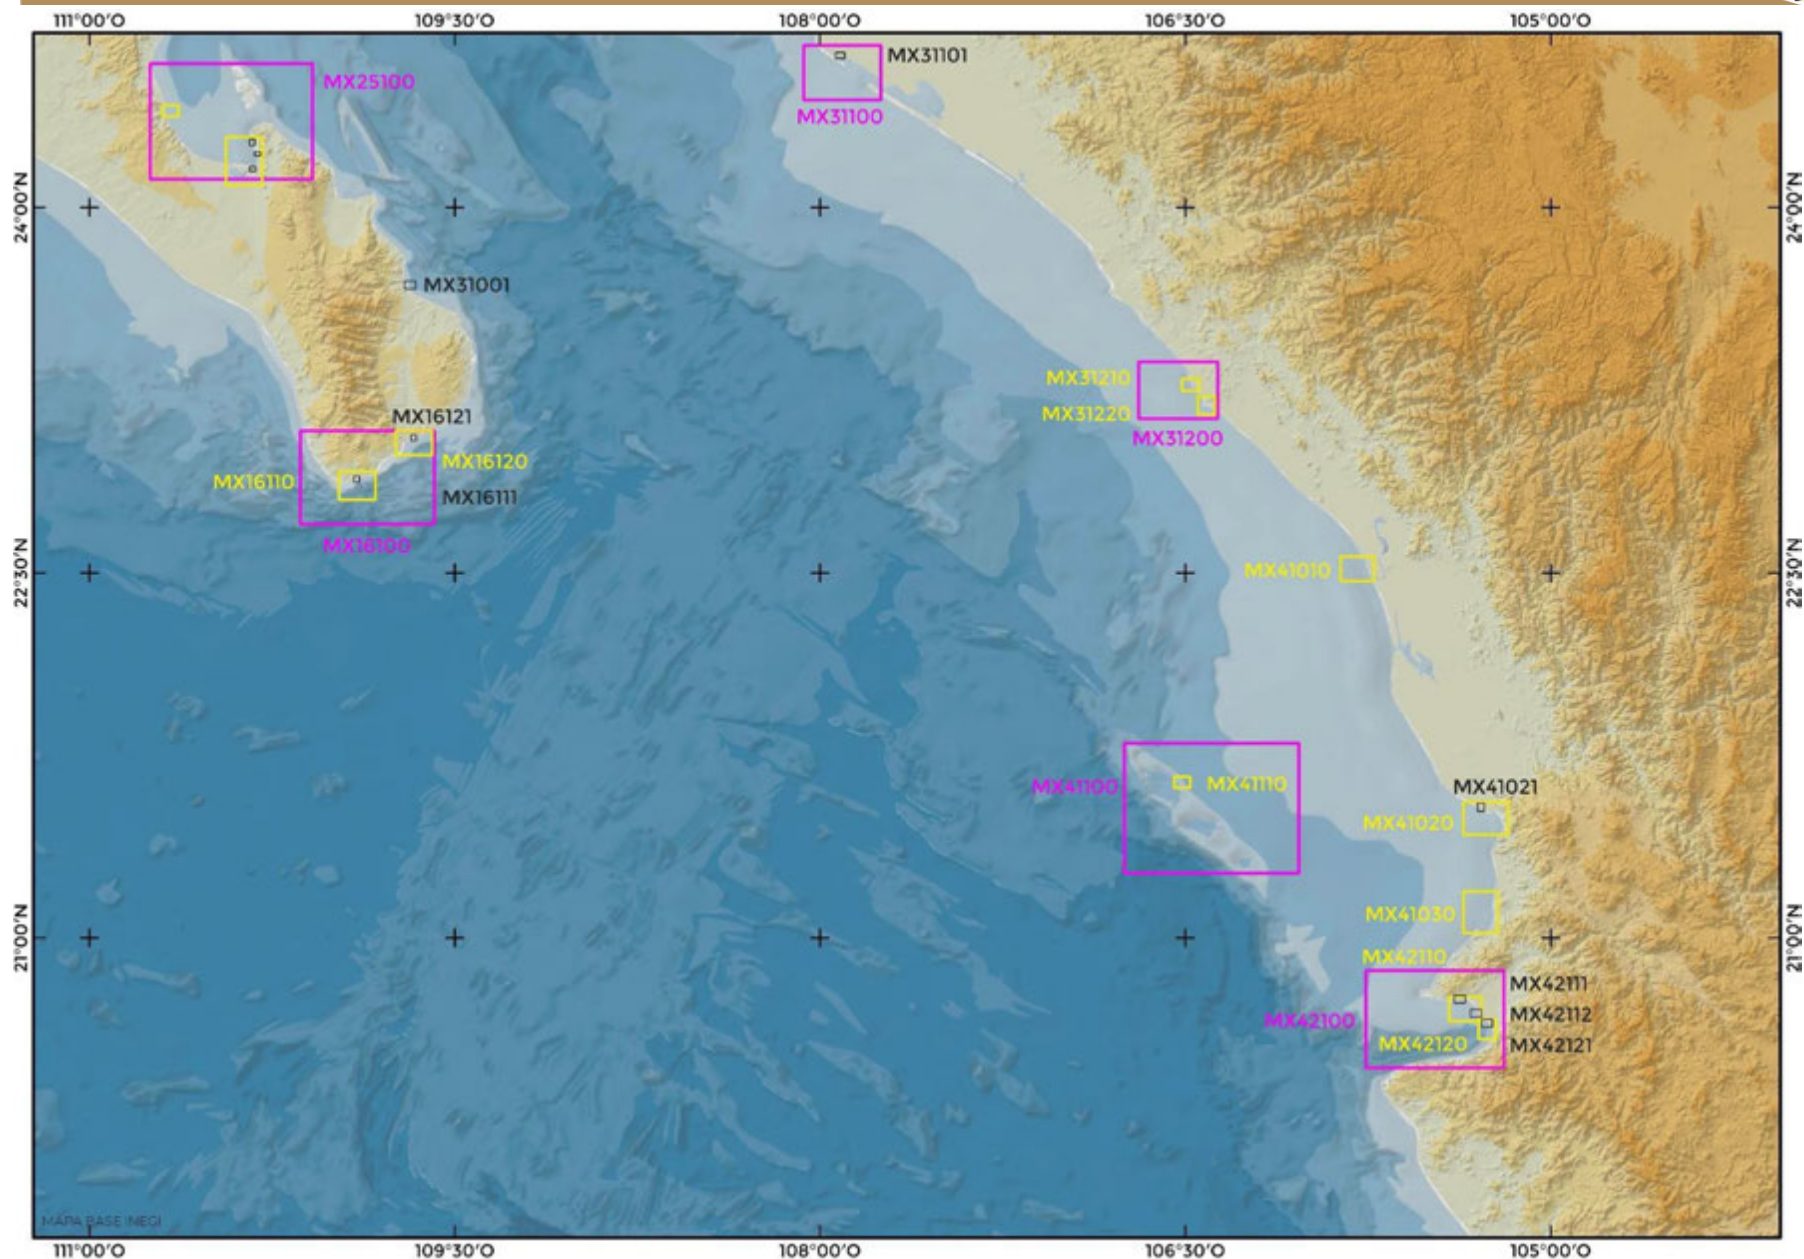 111°00'O 109°30'O 108°00'O 106°30'O 105°00'O
MX25100
MX31101
MX31100
24°00'N
24°00'N
MX31001
MX31210
MX31220
MX31200
MX16121
MX16120
MX16110
MX16111
MX16100
22°30'N
22°30'N
MX41010
MX41100
MX41110
MX41021
MX41020
MX41030
21°00'N
21°00'N
MX42110
MX42111
MX42112
MX42100
MX42120
MX42121
MAPA BASE INEGI
111°00'O 109°30'O 108°00'O 106°30'O 105°00'O